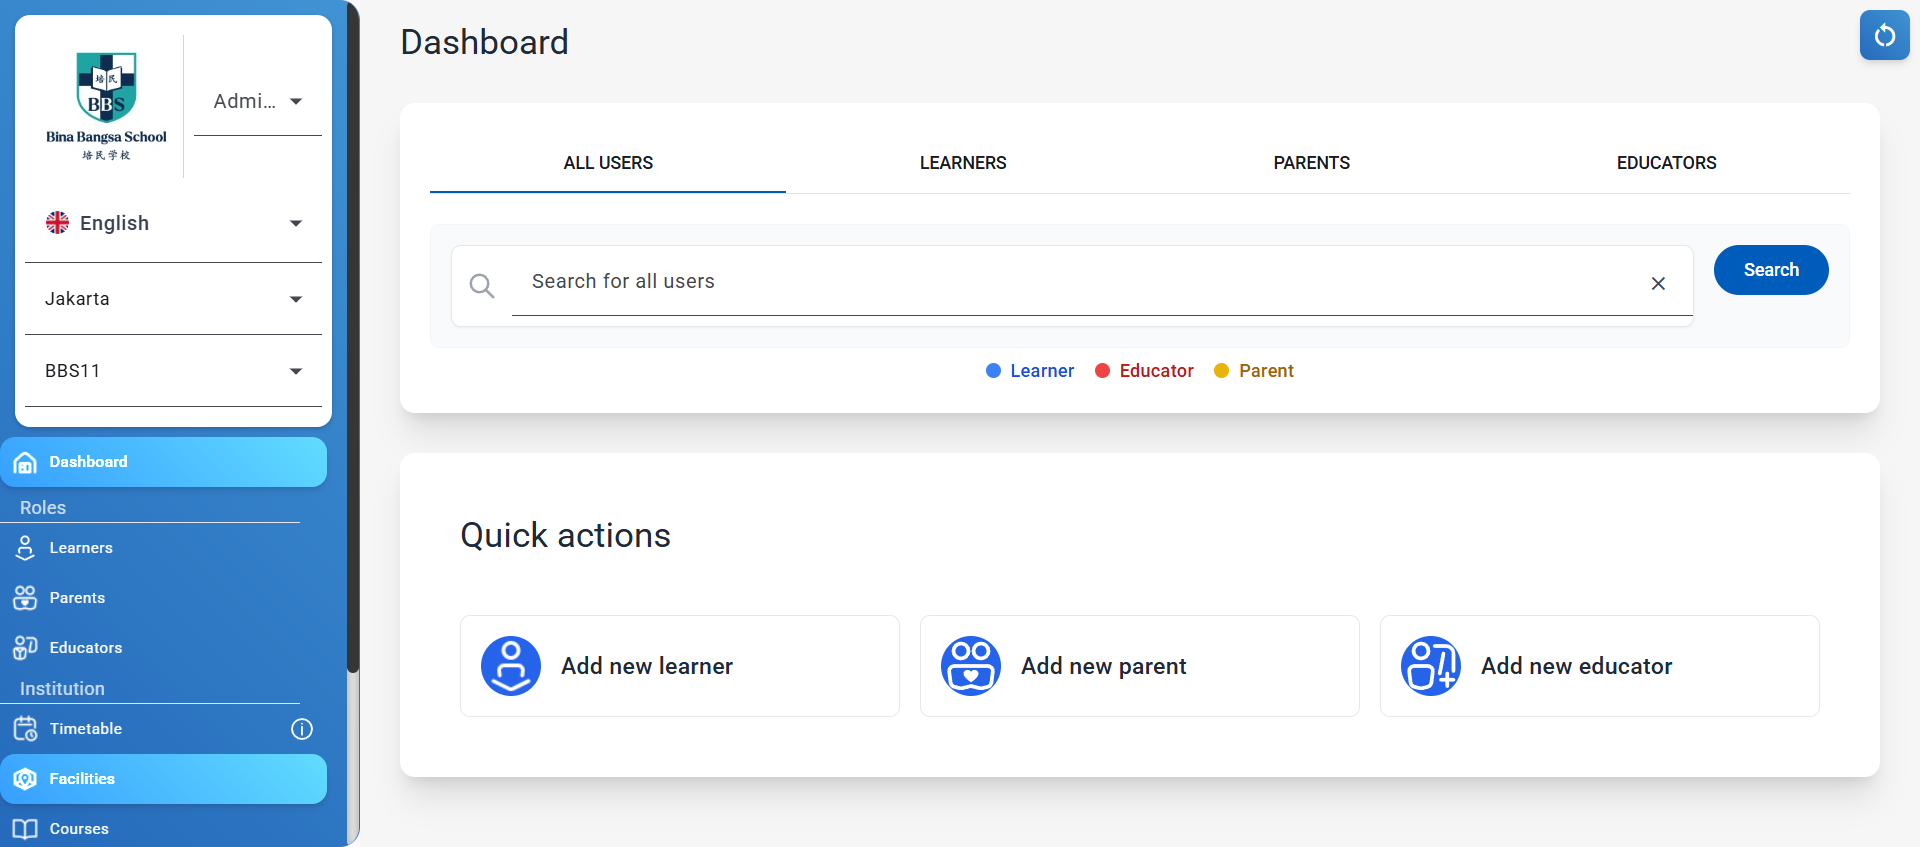 培 民
BBS
Bina Bangsa School
培民学校
Admi...
English
Jakarta
BBS11
Dashboard
Roles
Learners
Parents
Educators
Institution
Timetable
Facilities
Courses
Dashboard
ALL USERS
LEARNERS
PARENTS
EDUCATORS
Search for all users
Search
Learner
Educator
Parent
Quick actions
Add new learner
Add new parent
Add new educator